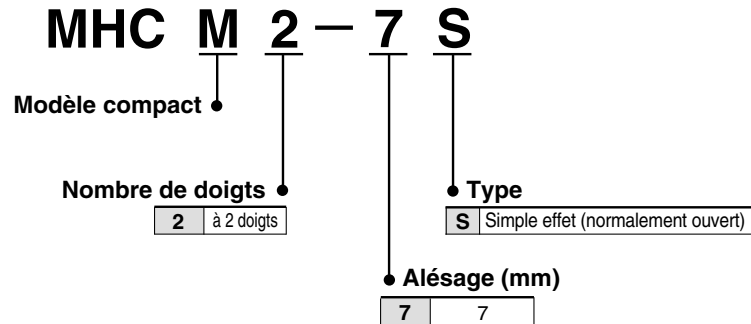 MHC M 2 – 7 S
Modèle compact
Nombre de doigts
2 à 2 doigts
Type
S Simple effet (normalement ouvert)
Alésage (mm)
7 7